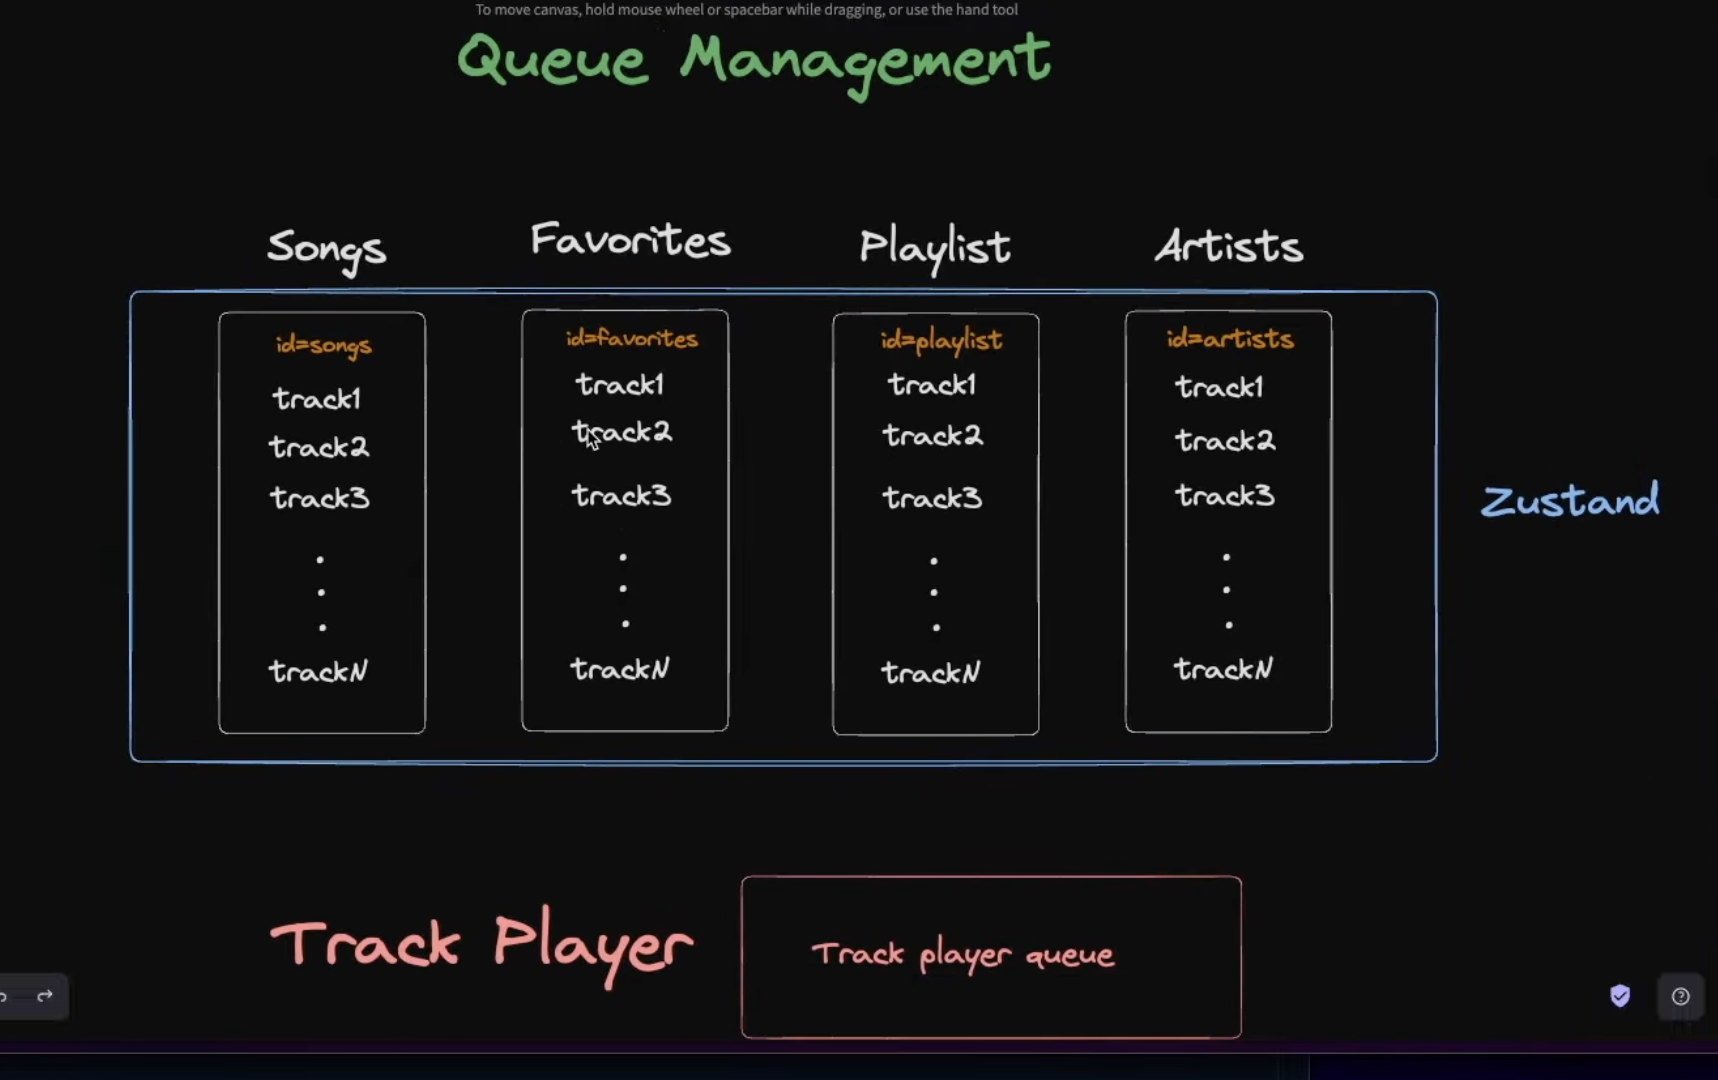 To move canvas, hold mouse wheel or spacebar while dragging, or use the hand tool
Queue Management
Songs
Favorites
Playlist
Artists
id=songs
track1
track2
track3
trackN
id=favorites
track1
track2
track3
trackN
id=playlist
track1
track2
track3
trackN
id=artists
track1
track2
track3
trackN
Zustand
Track Player
Track player queue